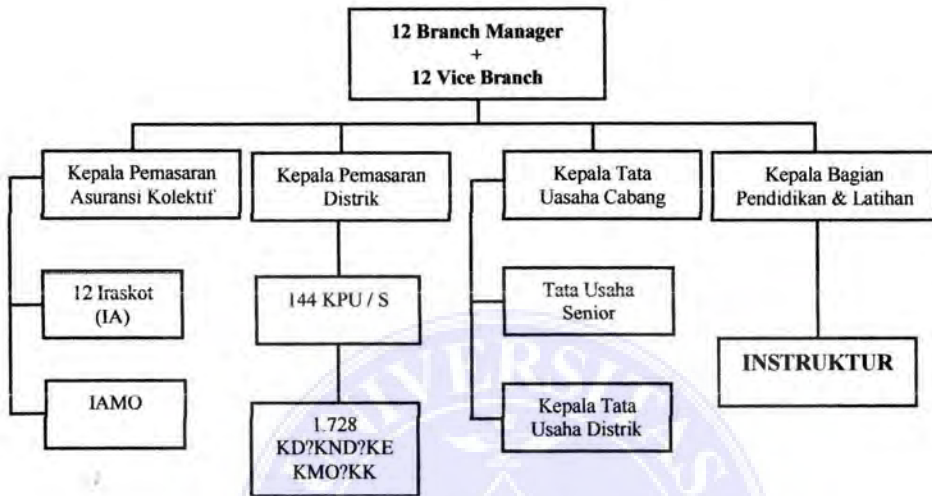 12 Branch Manager
+
12 Vice Branch
Kepala Pemasaran
Asuransi Kolektif
Kepala Pemasaran
Distrik
Kepala Tata
Uasaha Cabang
Kepala Bagian
Pendidikan & Latihan
12 Iraskot
(IA)
144 KPU / S
Tata Usaha
Senior
INSTRUKTUR
IAMO
1.728
KD?KND?KE
KMO?KK
Kepala Tata
Usaha Distrik
UNIVERSITAS